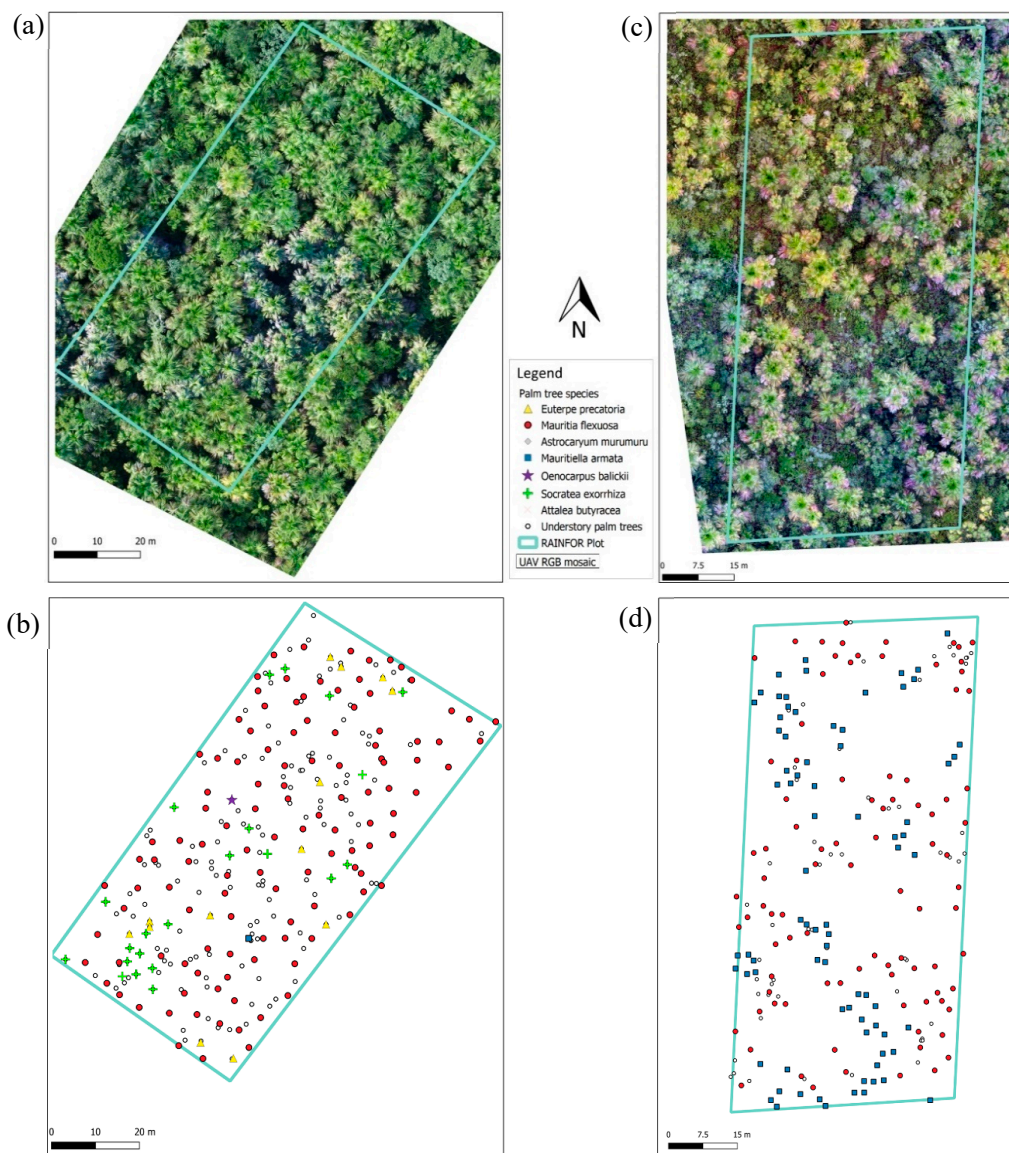 (a)
(c)
N
Legend
Palm tree species
Euterpe precatoria
Mauritia flexuosa
Astrocaryum murumuru
Mauritiella armata
Oenocarpus balickii
Socratea exorrhiza
Attalea butyracea
Understory palm trees
RAINFOR Plot
UAV RGB mosaic
0 10 20 m
0 7.5 15 m
(b)
(d)
0 10 20 m
0 7.5 15 m